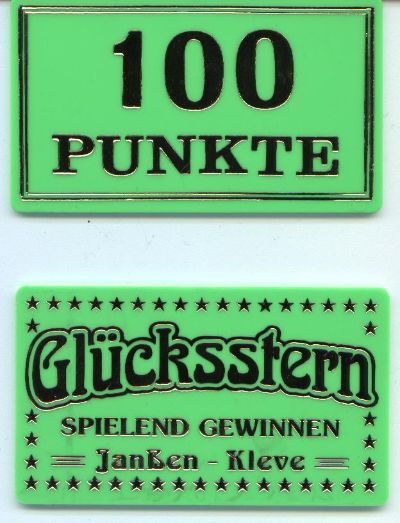 100
PUNKTE
Glücksstern
SPIELEND GEWINNEN
Janßen - Kleve